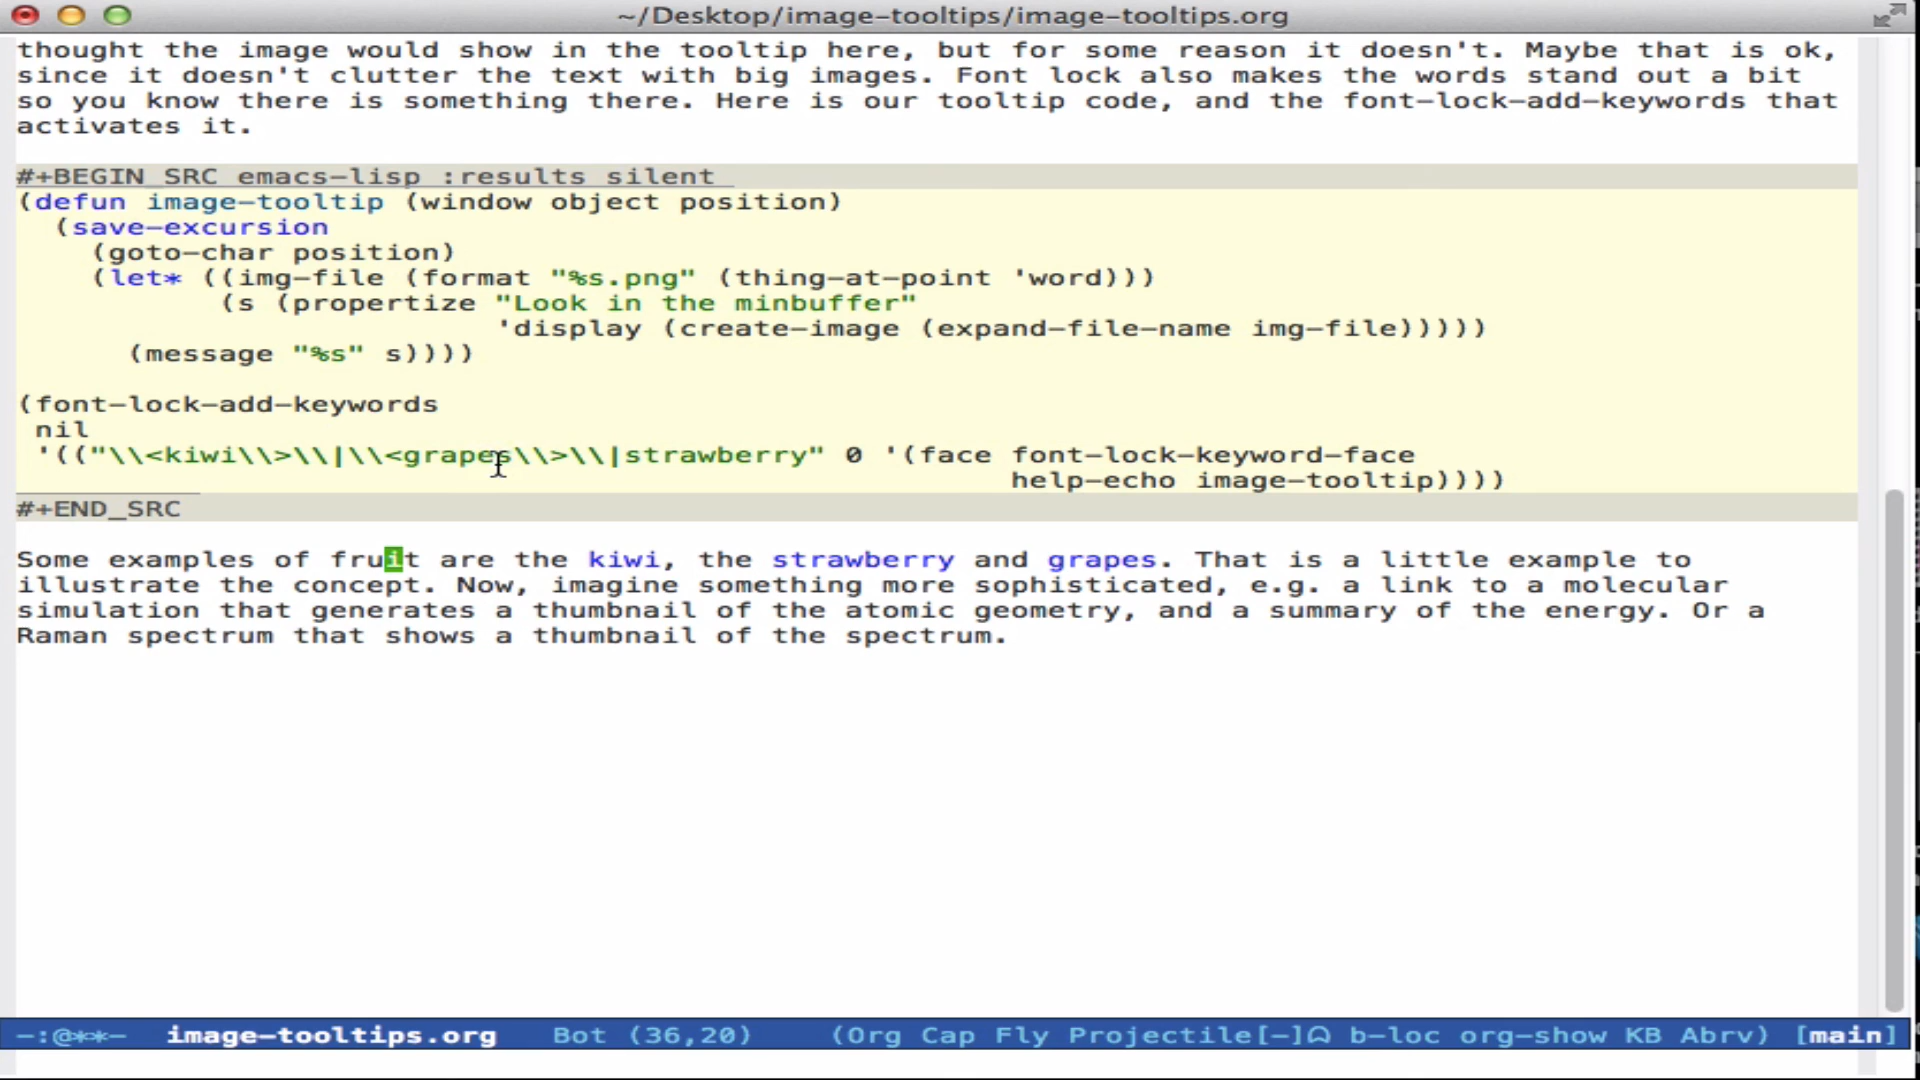 ~/Desktop/image-tooltips/image-tooltips.org
thought the image would show in the tooltip here, but for some reason it doesn't. Maybe that is ok,
since it doesn't clutter the text with big images. Font lock also makes the words stand out a bit
so you know there is something there. Here is our tooltip code, and the font-lock-add-keywords that
activates it.
#+BEGIN_SRC emacs-lisp :results silent
(defun image-tooltip (window object position)
  (save-excursion
    (goto-char position)
    (let* ((img-file (format "%s.png" (thing-at-point 'word)))
           (s (propertize "Look in the minbuffer"
                          'display (create-image (expand-file-name img-file)))))
      (message "%s" s))))
(font-lock-add-keywords
 nil
 '(("\\<kiwi\\>\\|\\<grapes\\>\\|strawberry" 0 '(face font-lock-keyword-face
                                                      help-echo image-tooltip))))
#+END_SRC
Some examples of fruit are the kiwi, the strawberry and grapes. That is a little example to
illustrate the concept. Now, imagine something more sophisticated, e.g. a link to a molecular
simulation that generates a thumbnail of the atomic geometry, and a summary of the energy. Or a
Raman spectrum that shows a thumbnail of the spectrum.
-:@**-  image-tooltips.org   Bot (36,20)    (Org Cap Fly Projectile[-]ᗣ b-loc org-show KB Abrv) [main]